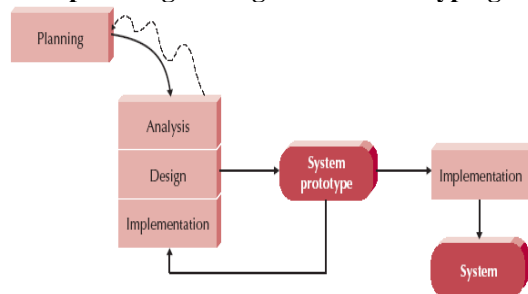 Planning
Analysis
Design
Implementation
System
prototype
Implementation
System